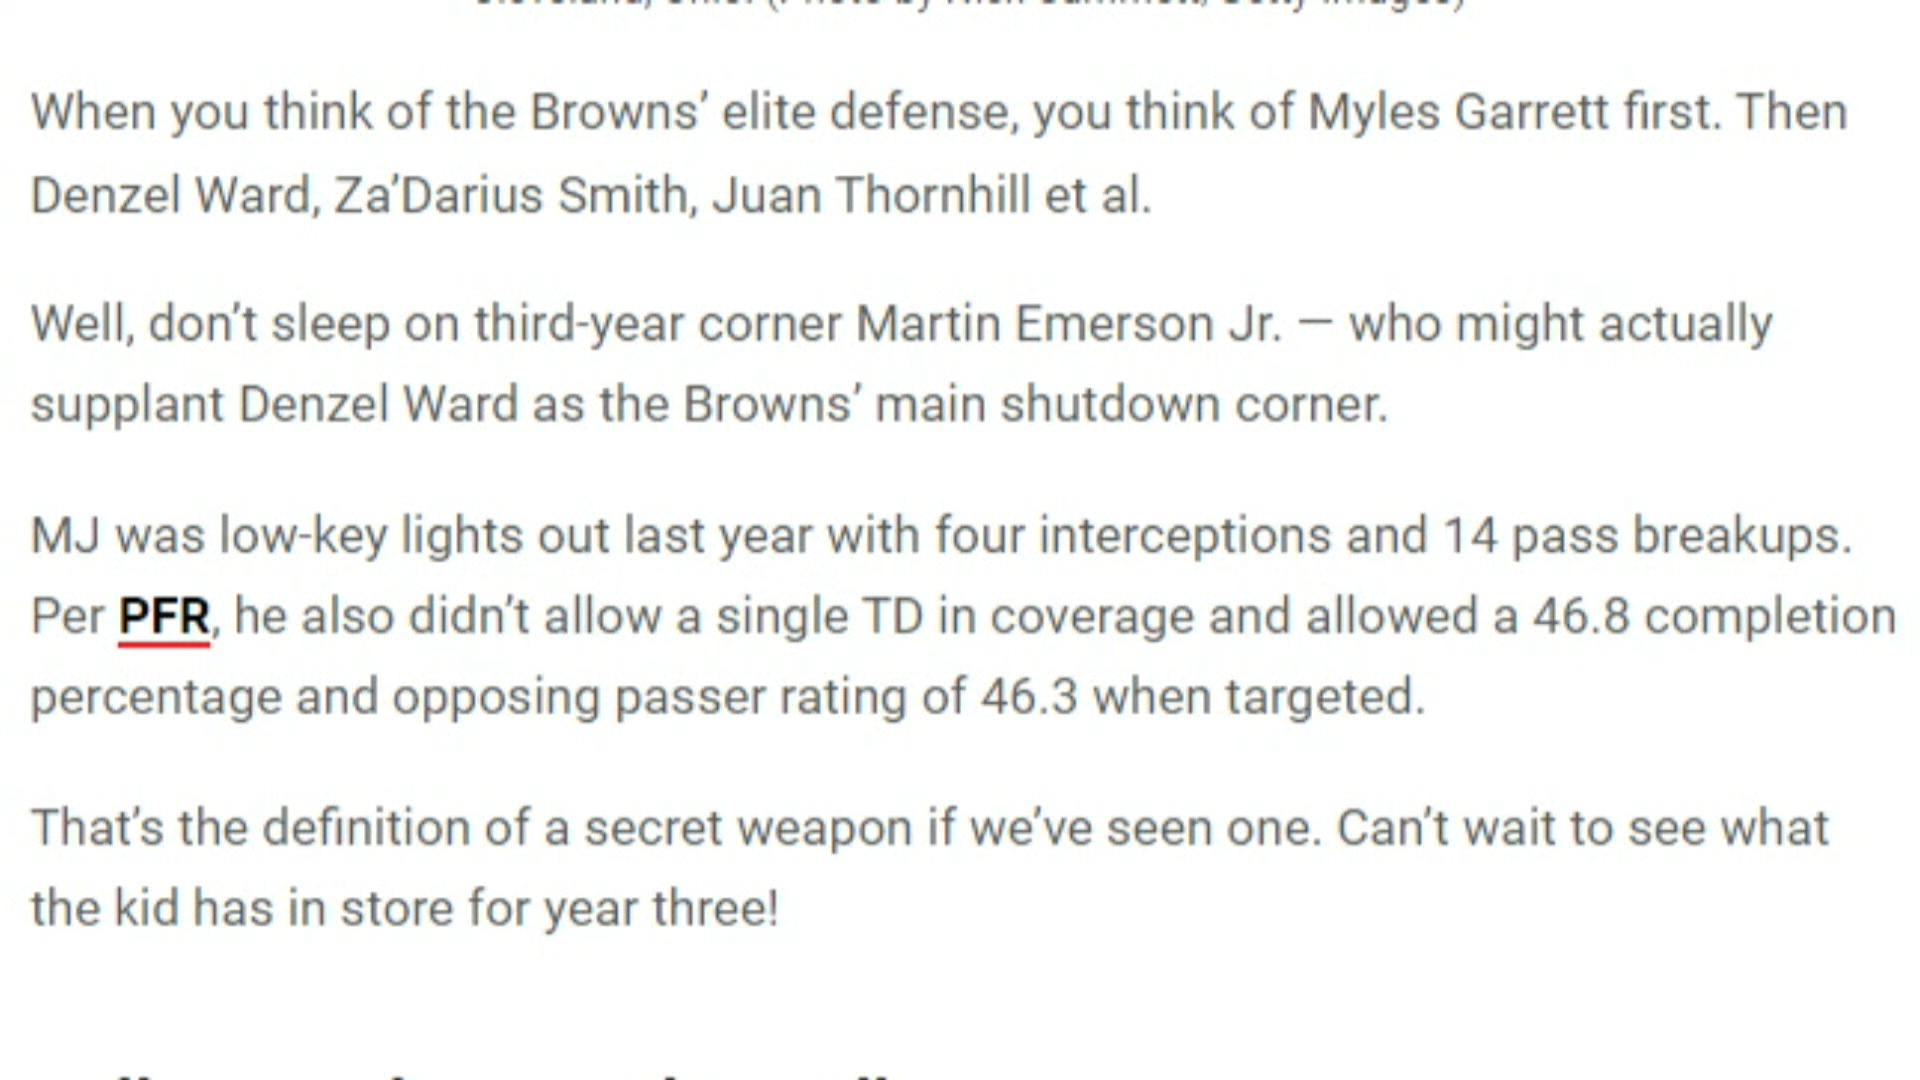 When you think of the Browns’ elite defense, you think of Myles Garrett first. Then
Denzel Ward, Za’Darius Smith, Juan Thornhill et al.
Well, don’t sleep on third-year corner Martin Emerson Jr. — who might actually
supplant Denzel Ward as the Browns’ main shutdown corner.
MJ was low-key lights out last year with four interceptions and 14 pass breakups.
Per PFR, he also didn’t allow a single TD in coverage and allowed a 46.8 completion
percentage and opposing passer rating of 46.3 when targeted.
That’s the definition of a secret weapon if we’ve seen one. Can’t wait to see what
the kid has in store for year three!